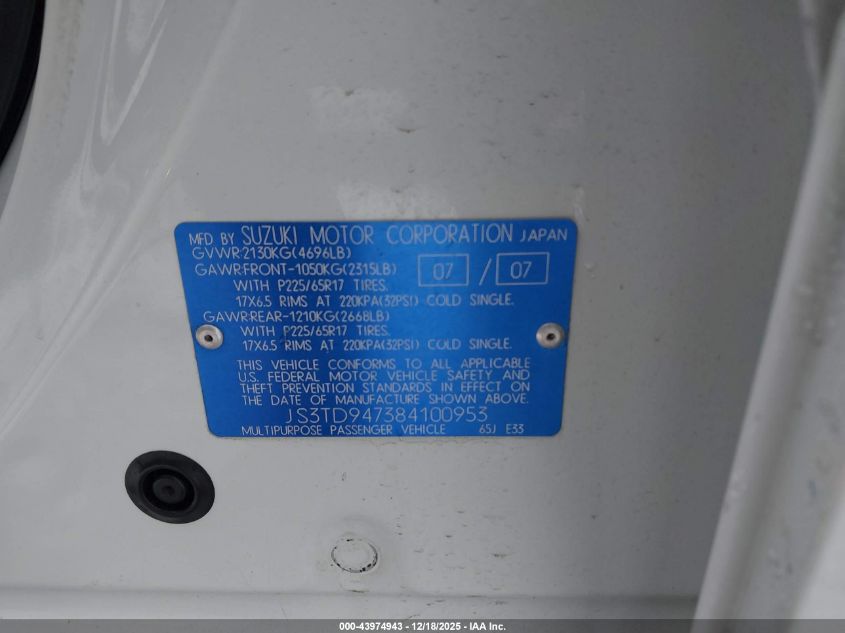 MFD BY SUZUKI MOTOR CORPORATION JAPAN
GVWR:2130KG(4696LB)
GAWR:FRONT-1050KG(2315LB) 07 / 07
WITH P225/65R17 TIRES.
17X6.5 RIMS AT 220KPA(32PSI) COLD SINGLE.
GAWR:REAR-1210KG(2668LB)
WITH P225/65R17 TIRES.
17X6.5 RIMS AT 220KPA(32PSI) COLD SINGLE.
THIS VEHICLE CONFORMS TO ALL APPLICABLE
U.S. FEDERAL MOTOR VEHICLE SAFETY AND
THEFT PREVENTION STANDARDS IN EFFECT ON
THE DATE OF MANUFACTURE SHOWN ABOVE.
JS3TD947384100953
MULTIPURPOSE PASSENGER VEHICLE 65J E33
000-43974943 - 12/18/2025 - IAA Inc.